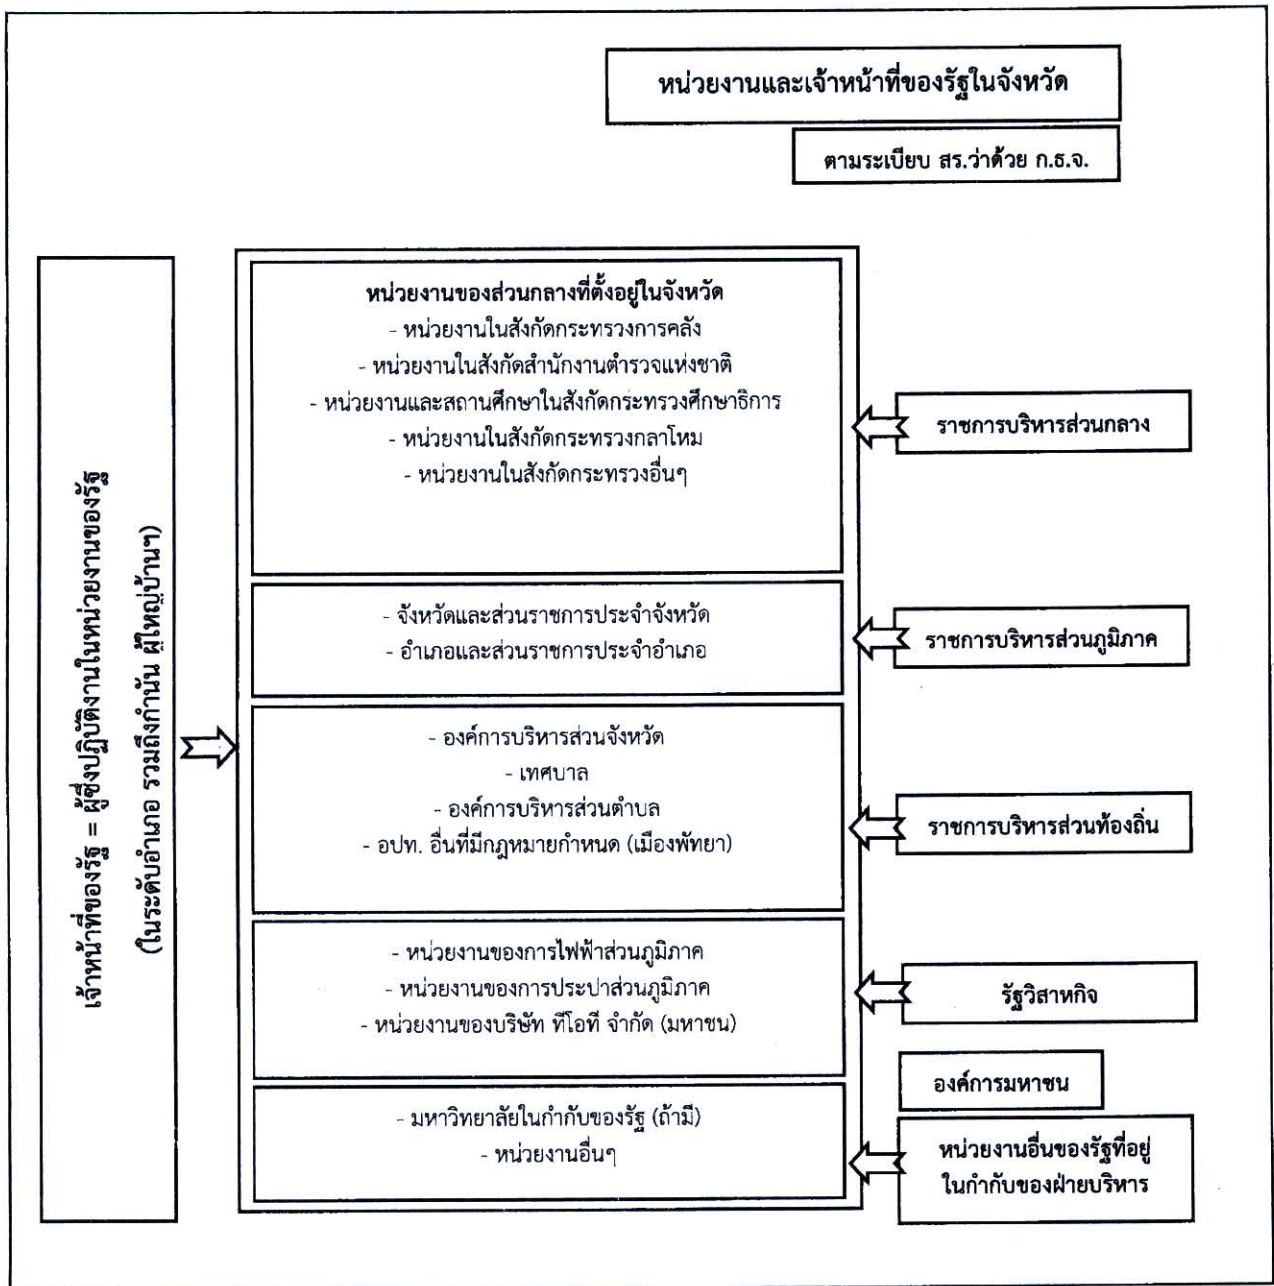 หน่วยงานและเจ้าหน้าที่ของรัฐในจังหวัด
ตามระเบียบ สร.ว่าด้วย ก.ธ.จ.
เจ้าหน้าที่ของรัฐ = ผู้ซึ่งปฏิบัติงานในหน่วยงานของรัฐ
(ในระดับอำเภอ รวมถึงกำนัน ผู้ใหญ่บ้านฯ)
หน่วยงานของส่วนกลางที่ตั้งอยู่ในจังหวัด
- หน่วยงานในสังกัดกระทรวงการคลัง
- หน่วยงานในสังกัดสำนักงานตำรวจแห่งชาติ
- หน่วยงานและสถานศึกษาในสังกัดกระทรวงศึกษาธิการ
- หน่วยงานในสังกัดกระทรวงกลาโหม
- หน่วยงานในสังกัดกระทรวงอื่นๆ
ราชการบริหารส่วนกลาง
- จังหวัดและส่วนราชการประจำจังหวัด
- อำเภอและส่วนราชการประจำอำเภอ
ราชการบริหารส่วนภูมิภาค
- องค์การบริหารส่วนจังหวัด
- เทศบาล
- องค์การบริหารส่วนตำบล
- อปท. อื่นที่มีกฎหมายกำหนด (เมืองพัทยา)
ราชการบริหารส่วนท้องถิ่น
- หน่วยงานของการไฟฟ้าส่วนภูมิภาค
- หน่วยงานของการประปาส่วนภูมิภาค
- หน่วยงานของบริษัท ทีโอที จำกัด (มหาชน)
รัฐวิสาหกิจ
- มหาวิทยาลัยในกำกับของรัฐ (ถ้ามี)
- หน่วยงานอื่นๆ
องค์การมหาชน
หน่วยงานอื่นของรัฐที่อยู่
ในกำกับของฝ่ายบริหาร